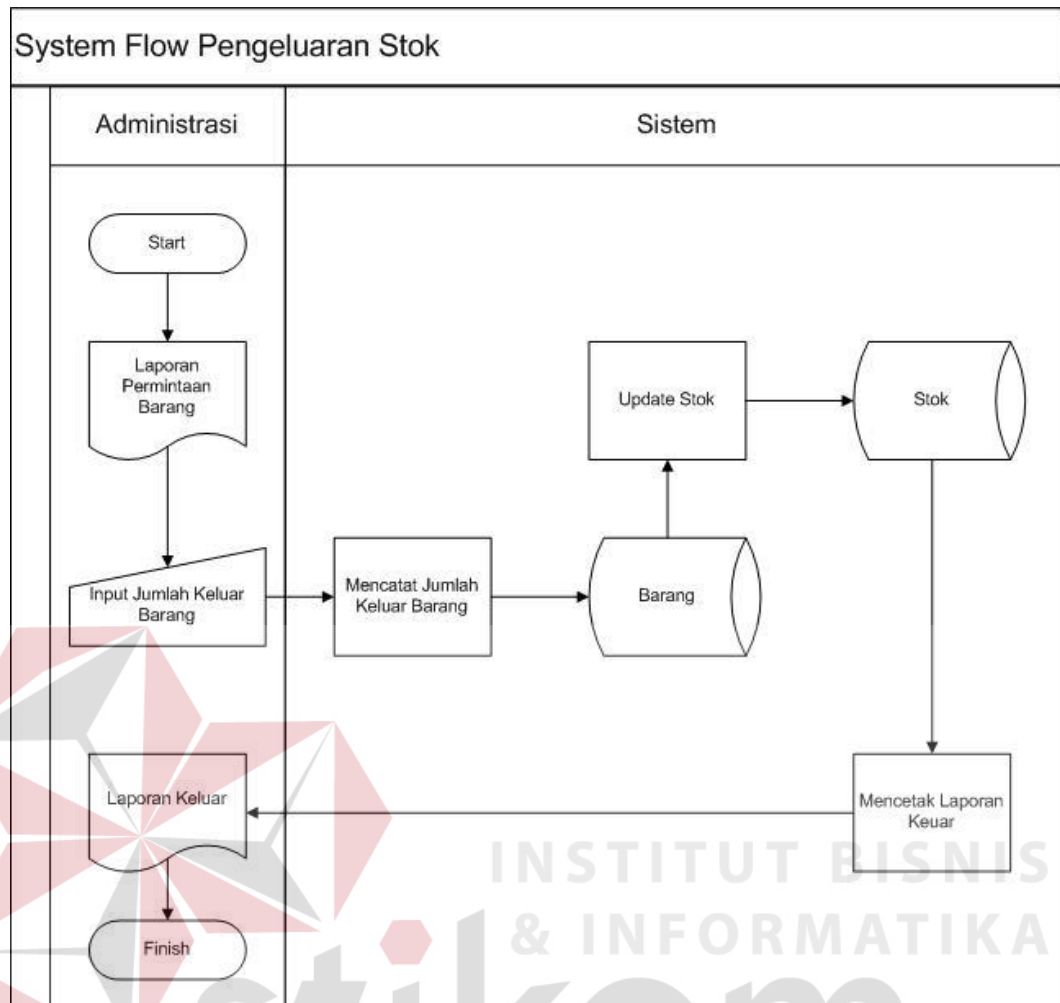 System Flow Pengeluaran Stok
Administrasi
Sistem
Start
Laporan
Permintaan
Barang
Update Stok
Stok
Input Jumlah Keluar
Barang
Mencatat Jumlah
Keluar Barang
Barang
Laporan Keluar
Mencetak Laporan
Keuar
Finish
INSTITUT BISNIS
& INFORMATIKA
stikom